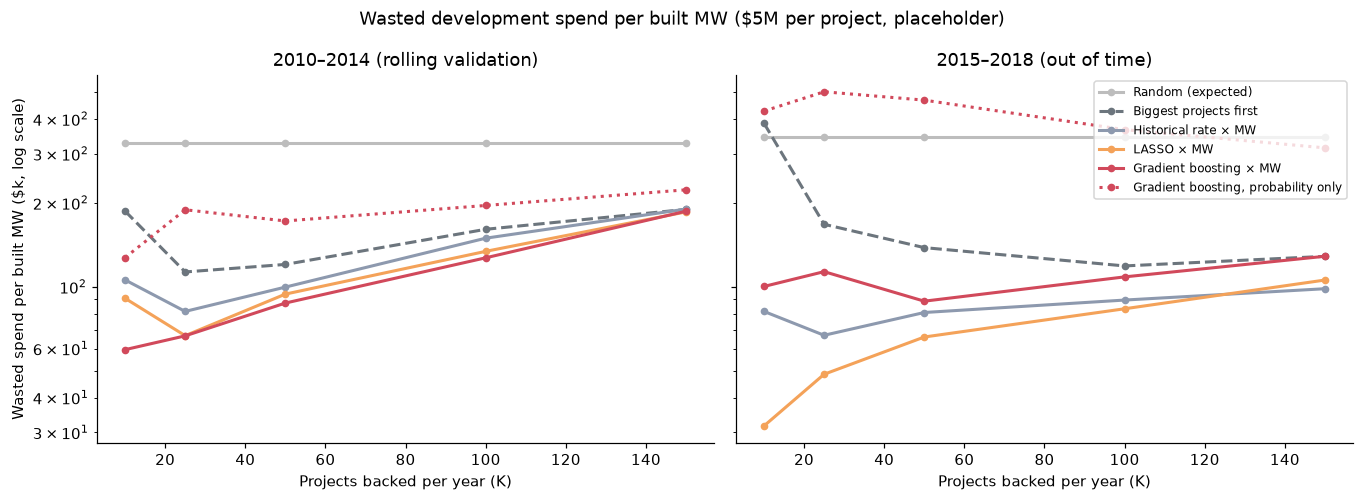 Wasted development spend per built MW ($5M per project, placeholder)
2010–2014 (rolling validation)
2015–2018 (out of time)
Wasted spend per built MW ($k, log scale)
4 × 10²
3 × 10²
2 × 10²
10²
6 × 10¹
4 × 10¹
3 × 10¹
20 40 60 80 100 120 140
Projects backed per year (K)
Random (expected)
Biggest projects first
Historical rate × MW
LASSO × MW
Gradient boosting × MW
Gradient boosting, probability only
20 40 60 80 100 120 140
Projects backed per year (K)